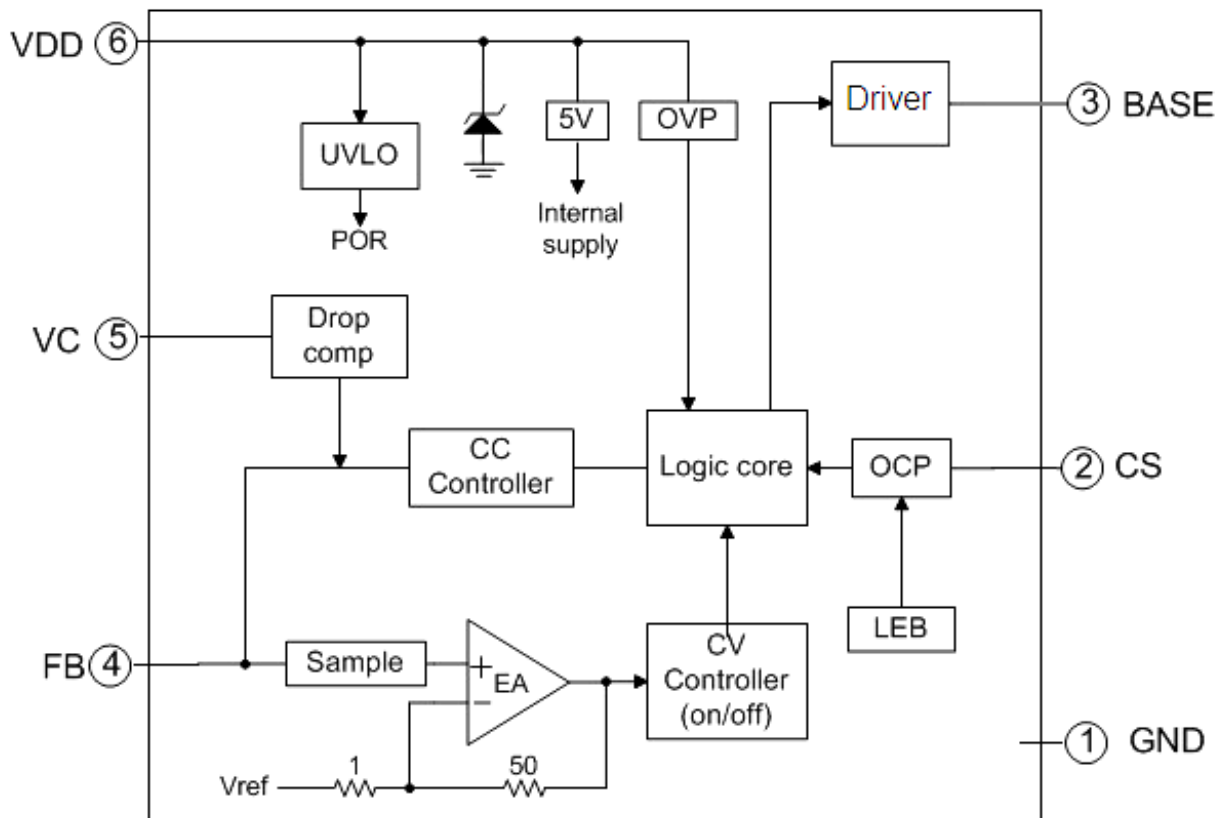 VDD 6
Driver
3 BASE
5V
OVP
UVLO
Internal
supply
POR
Drop
comp
VC 5
CC
Controller
Logic core
OCP
2 CS
LEB
FB 4
Sample
+
EA
−
CV
Controller
(on/off)
1 GND
Vref
1
50